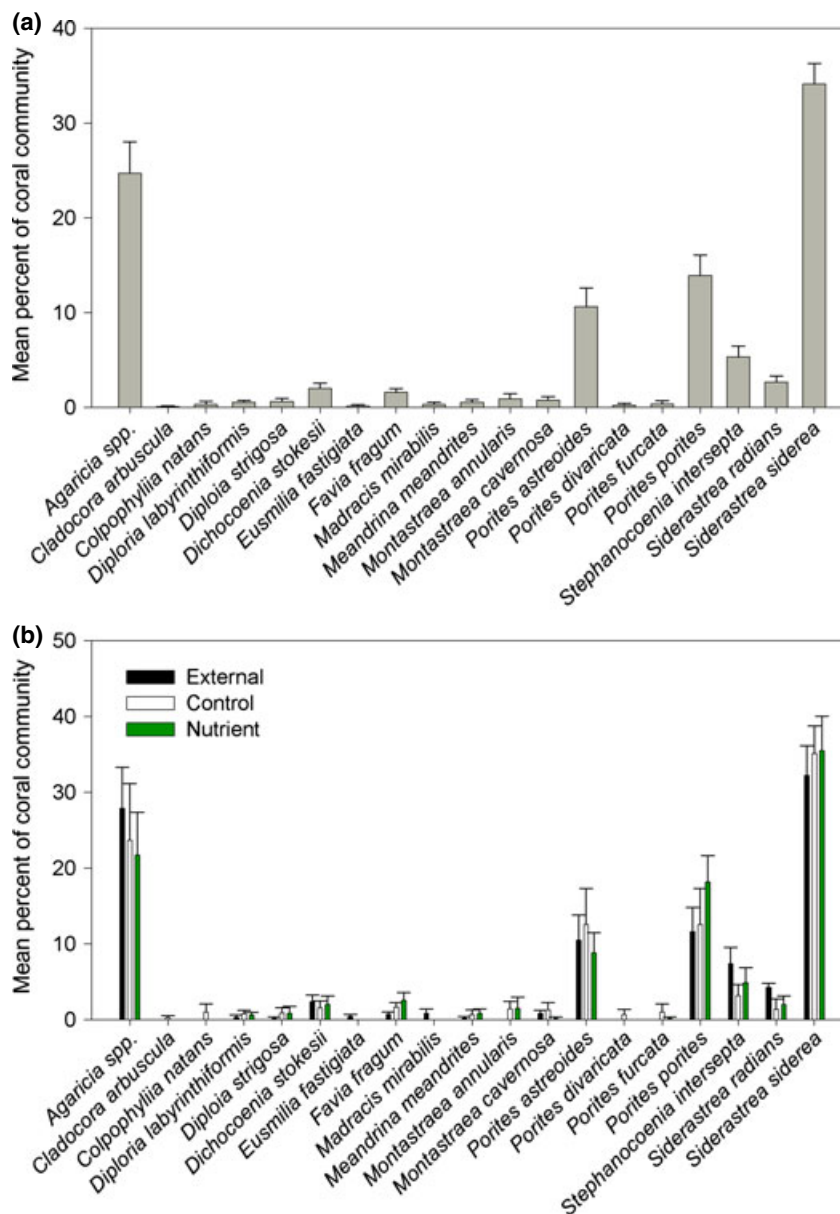 (a)
Mean percent of coral community
40
30
20
10
0
Agaricia spp.
Cladocora arbuscula
Colpophyliia natans
Diploria labyrinthiformis
Diploia strigosa
Dichocoenia stokesii
Eusmilia fastigiata
Favia fragum
Madracis mirabilis
Meandrina meandrites
Montastraea annularis
Montastraea cavernosa
Porites astreoides
Porites divaricata
Porites furcata
Porites porites
Stephanocoenia intersepta
Siderastrea radians
Siderastrea siderea
(b)
Mean percent of coral community
50
40
30
20
10
0
External
Control
Nutrient
Agaricia spp.
Cladocora arbuscula
Colpophyliia natans
Diploria labyrinthiformis
Diploia strigosa
Dichocoenia stokesii
Eusmilia fastigiata
Favia fragum
Madracis mirabilis
Meandrina meandrites
Montastraea annularis
Montastraea cavernosa
Porites astreoides
Porites divaricata
Porites furcata
Porites porites
Stephanocoenia intersepta
Siderastrea radians
Siderastrea siderea